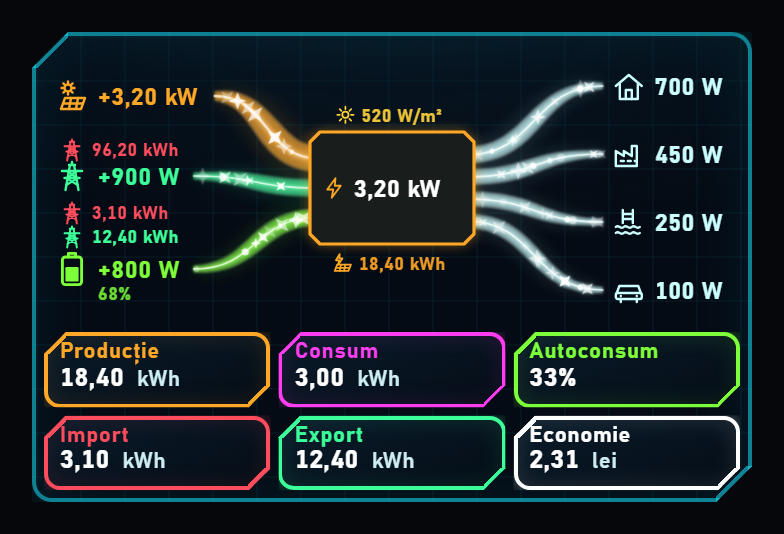 +3,20 kW
96,20 kWh
+900 W
3,10 kWh
12,40 kWh
+800 W
68%
520 W/m²
3,20 kW
18,40 kWh
700 W
450 W
250 W
100 W
Producție
18,40 kWh
Consum
3,00 kWh
Autoconsum
33%
Import
3,10 kWh
Export
12,40 kWh
Economie
2,31 lei